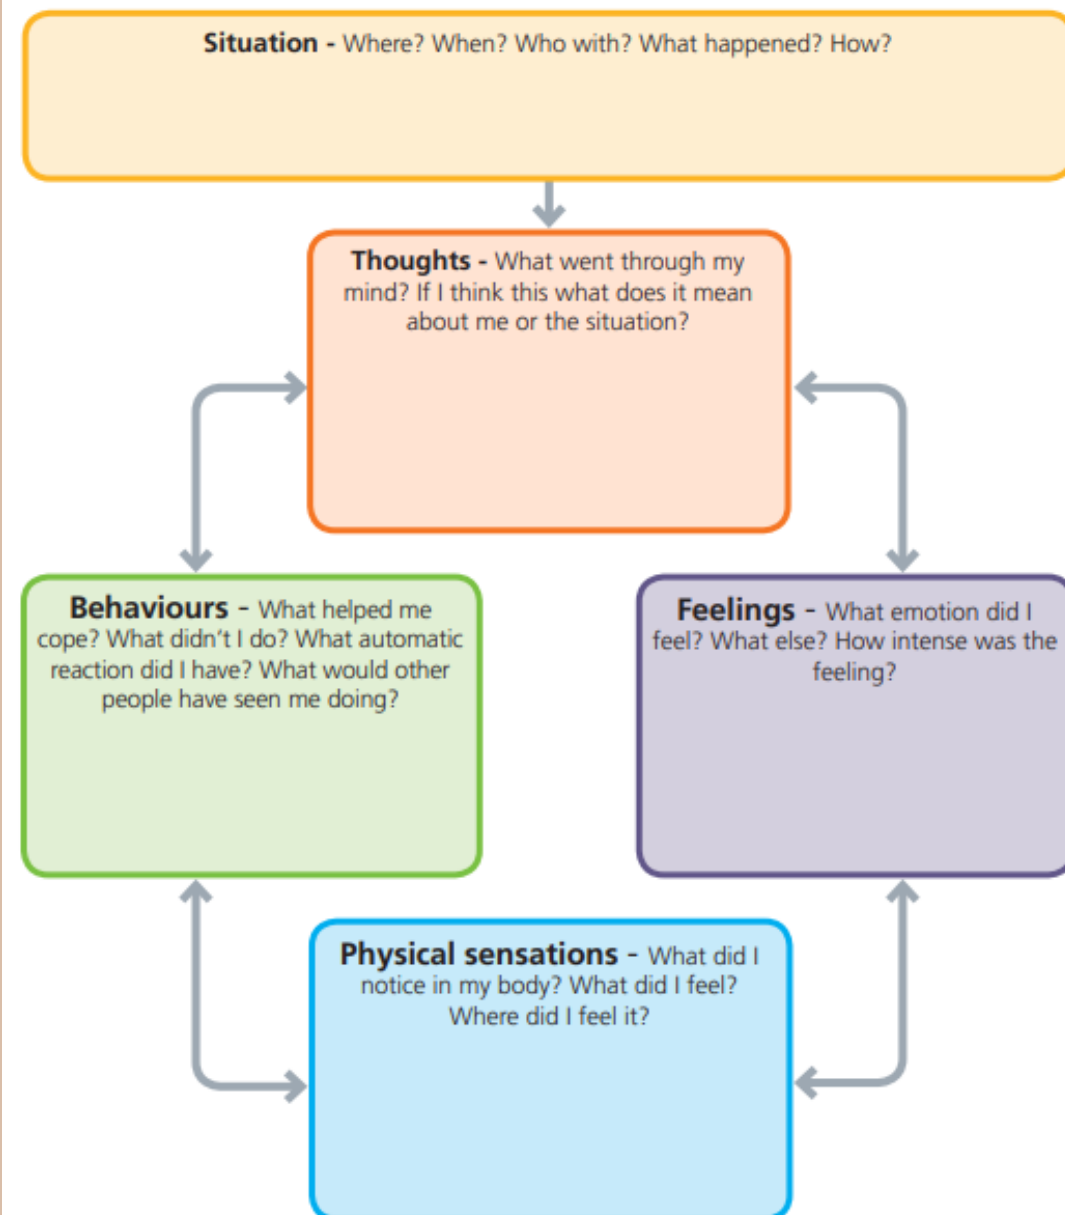 Situation - Where? When? Who with? What happened? How?
Thoughts - What went through my
mind? If I think this what does it mean
about me or the situation?
Behaviours - What helped me
cope? What didn’t I do? What automatic
reaction did I have? What would other
people have seen me doing?
Feelings - What emotion did I
feel? What else? How intense was the
feeling?
Physical sensations - What did I
notice in my body? What did I feel?
Where did I feel it?